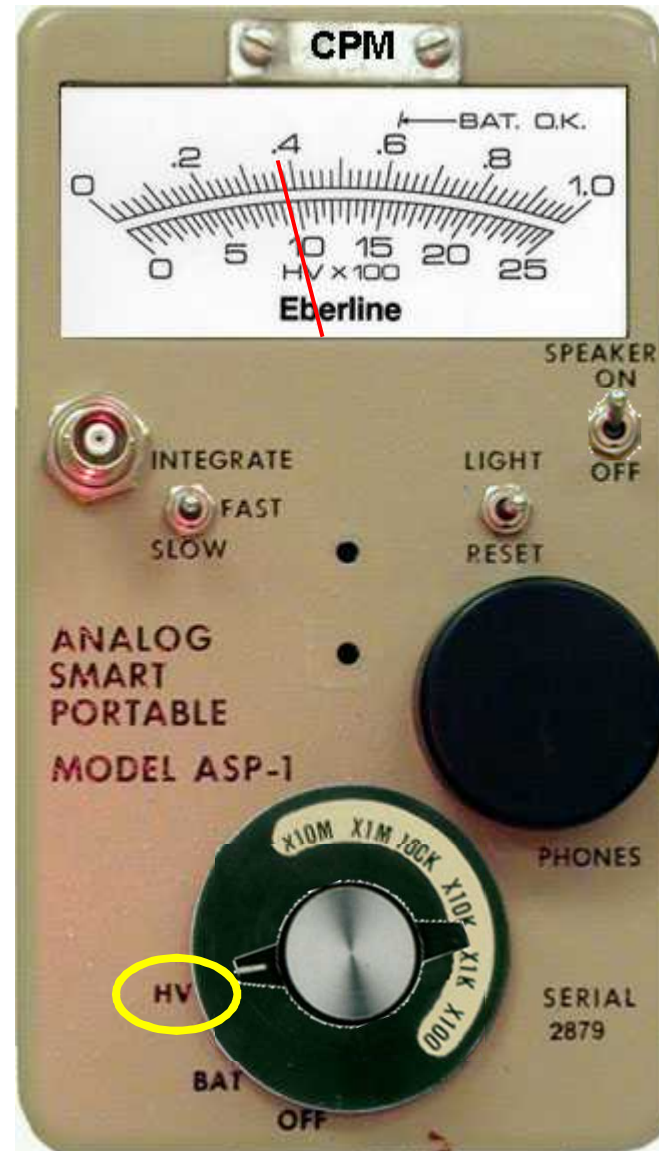 CPM
BAT. O.K.
0 .2 .4 .6 .8 1.0
0 5 10 15 20 25
HV x 100
Eberline
SPEAKER
ON
OFF
INTEGRATE
FAST
SLOW
LIGHT
RESET
ANALOG
SMART
PORTABLE
MODEL ASP-1
PHONES
X10M X1M 100K X10K X1K X100
HV
BAT
OFF
SERIAL
2879